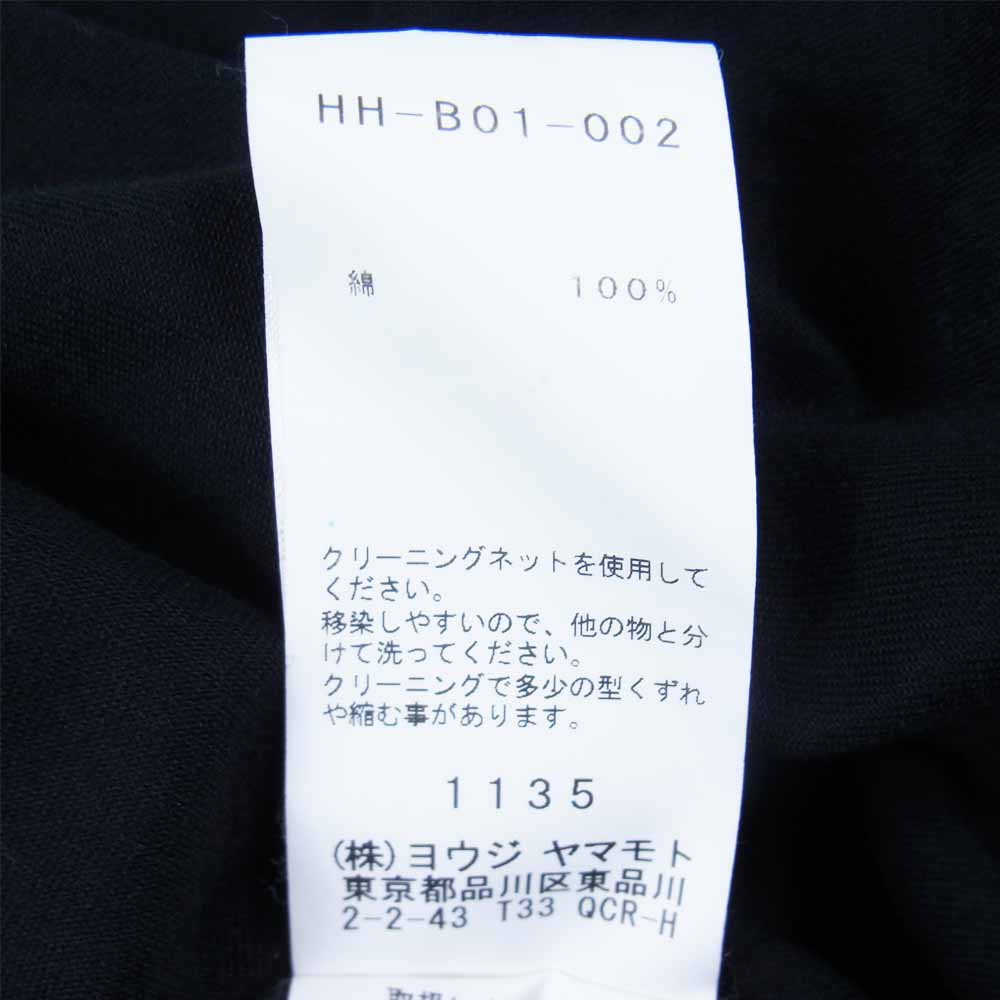 HH-B01-002
綿 100%
クリーニングネットを使用して
ください。
移染しやすいので、他の物と分
けて洗ってください。
クリーニングで多少の型くずれ
や縮む事があります。
1135
(株)ヨウジ ヤマモト
東京都品川区東品川
2-2-43 T33 QCR-H